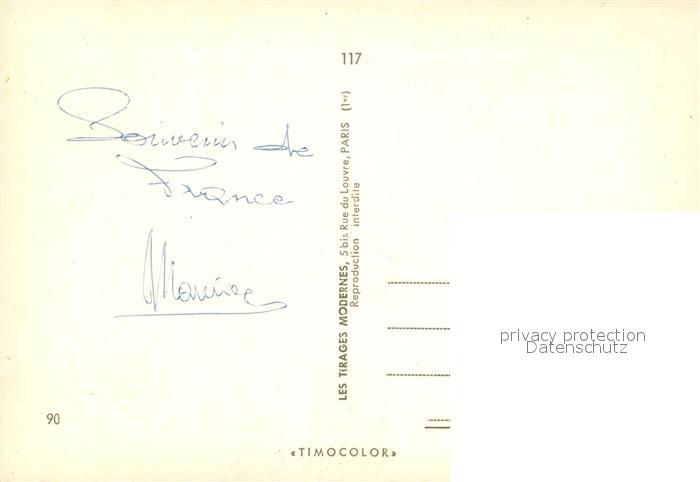 117
Souvenir de
France
Maurice
LES TIRAGES MODERNES, 5 bis Rue du Louvre, PARIS (1er)
Reproduction interdite
privacy protection
Datenschutz
90
«TIMOCOLOR»